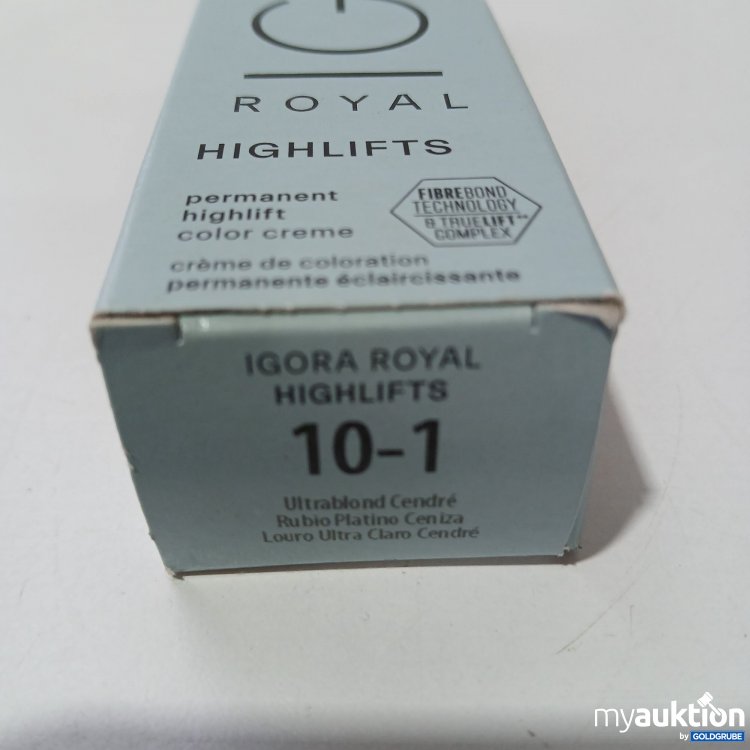 ROYAL
HIGHLIFTS
permanent
highlift
color creme
FIBREBOND
TECHNOLOGY
& TRUELIFT™
COMPLEX
crème de coloration
permanente éclaircissante
IGORA ROYAL
HIGHLIFTS
10-1
Ultrablond Cendré
Rubio Platino Ceniza
Louro Ultra Claro Cendré
myauktion
by GOLDGRUBE